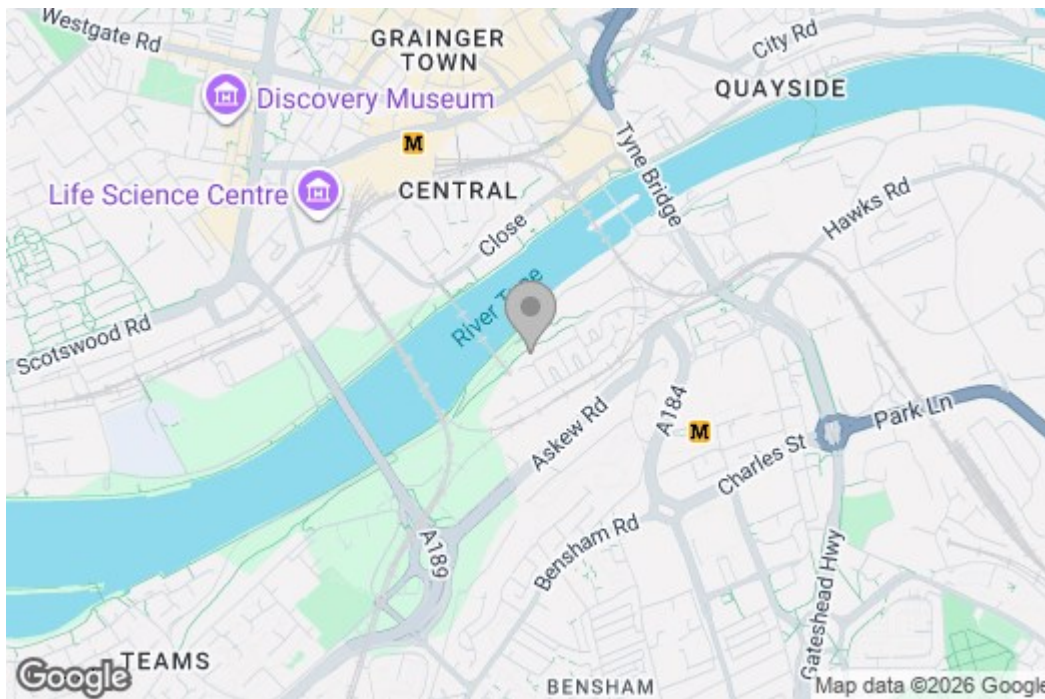 Westgate Rd
GRAINGER
TOWN
City Rd
Discovery Museum
QUAYSIDE
M
Tyne Bridge
Life Science Centre
CENTRAL
Close
Hawks Rd
River Tyne
Scotswood Rd
Askew Rd
A184
M
Park Ln
Charles St
A189
Bensham Rd
Gateshead Hwy
TEAMS
BENSHAM
Google
Map data ©2026 Google